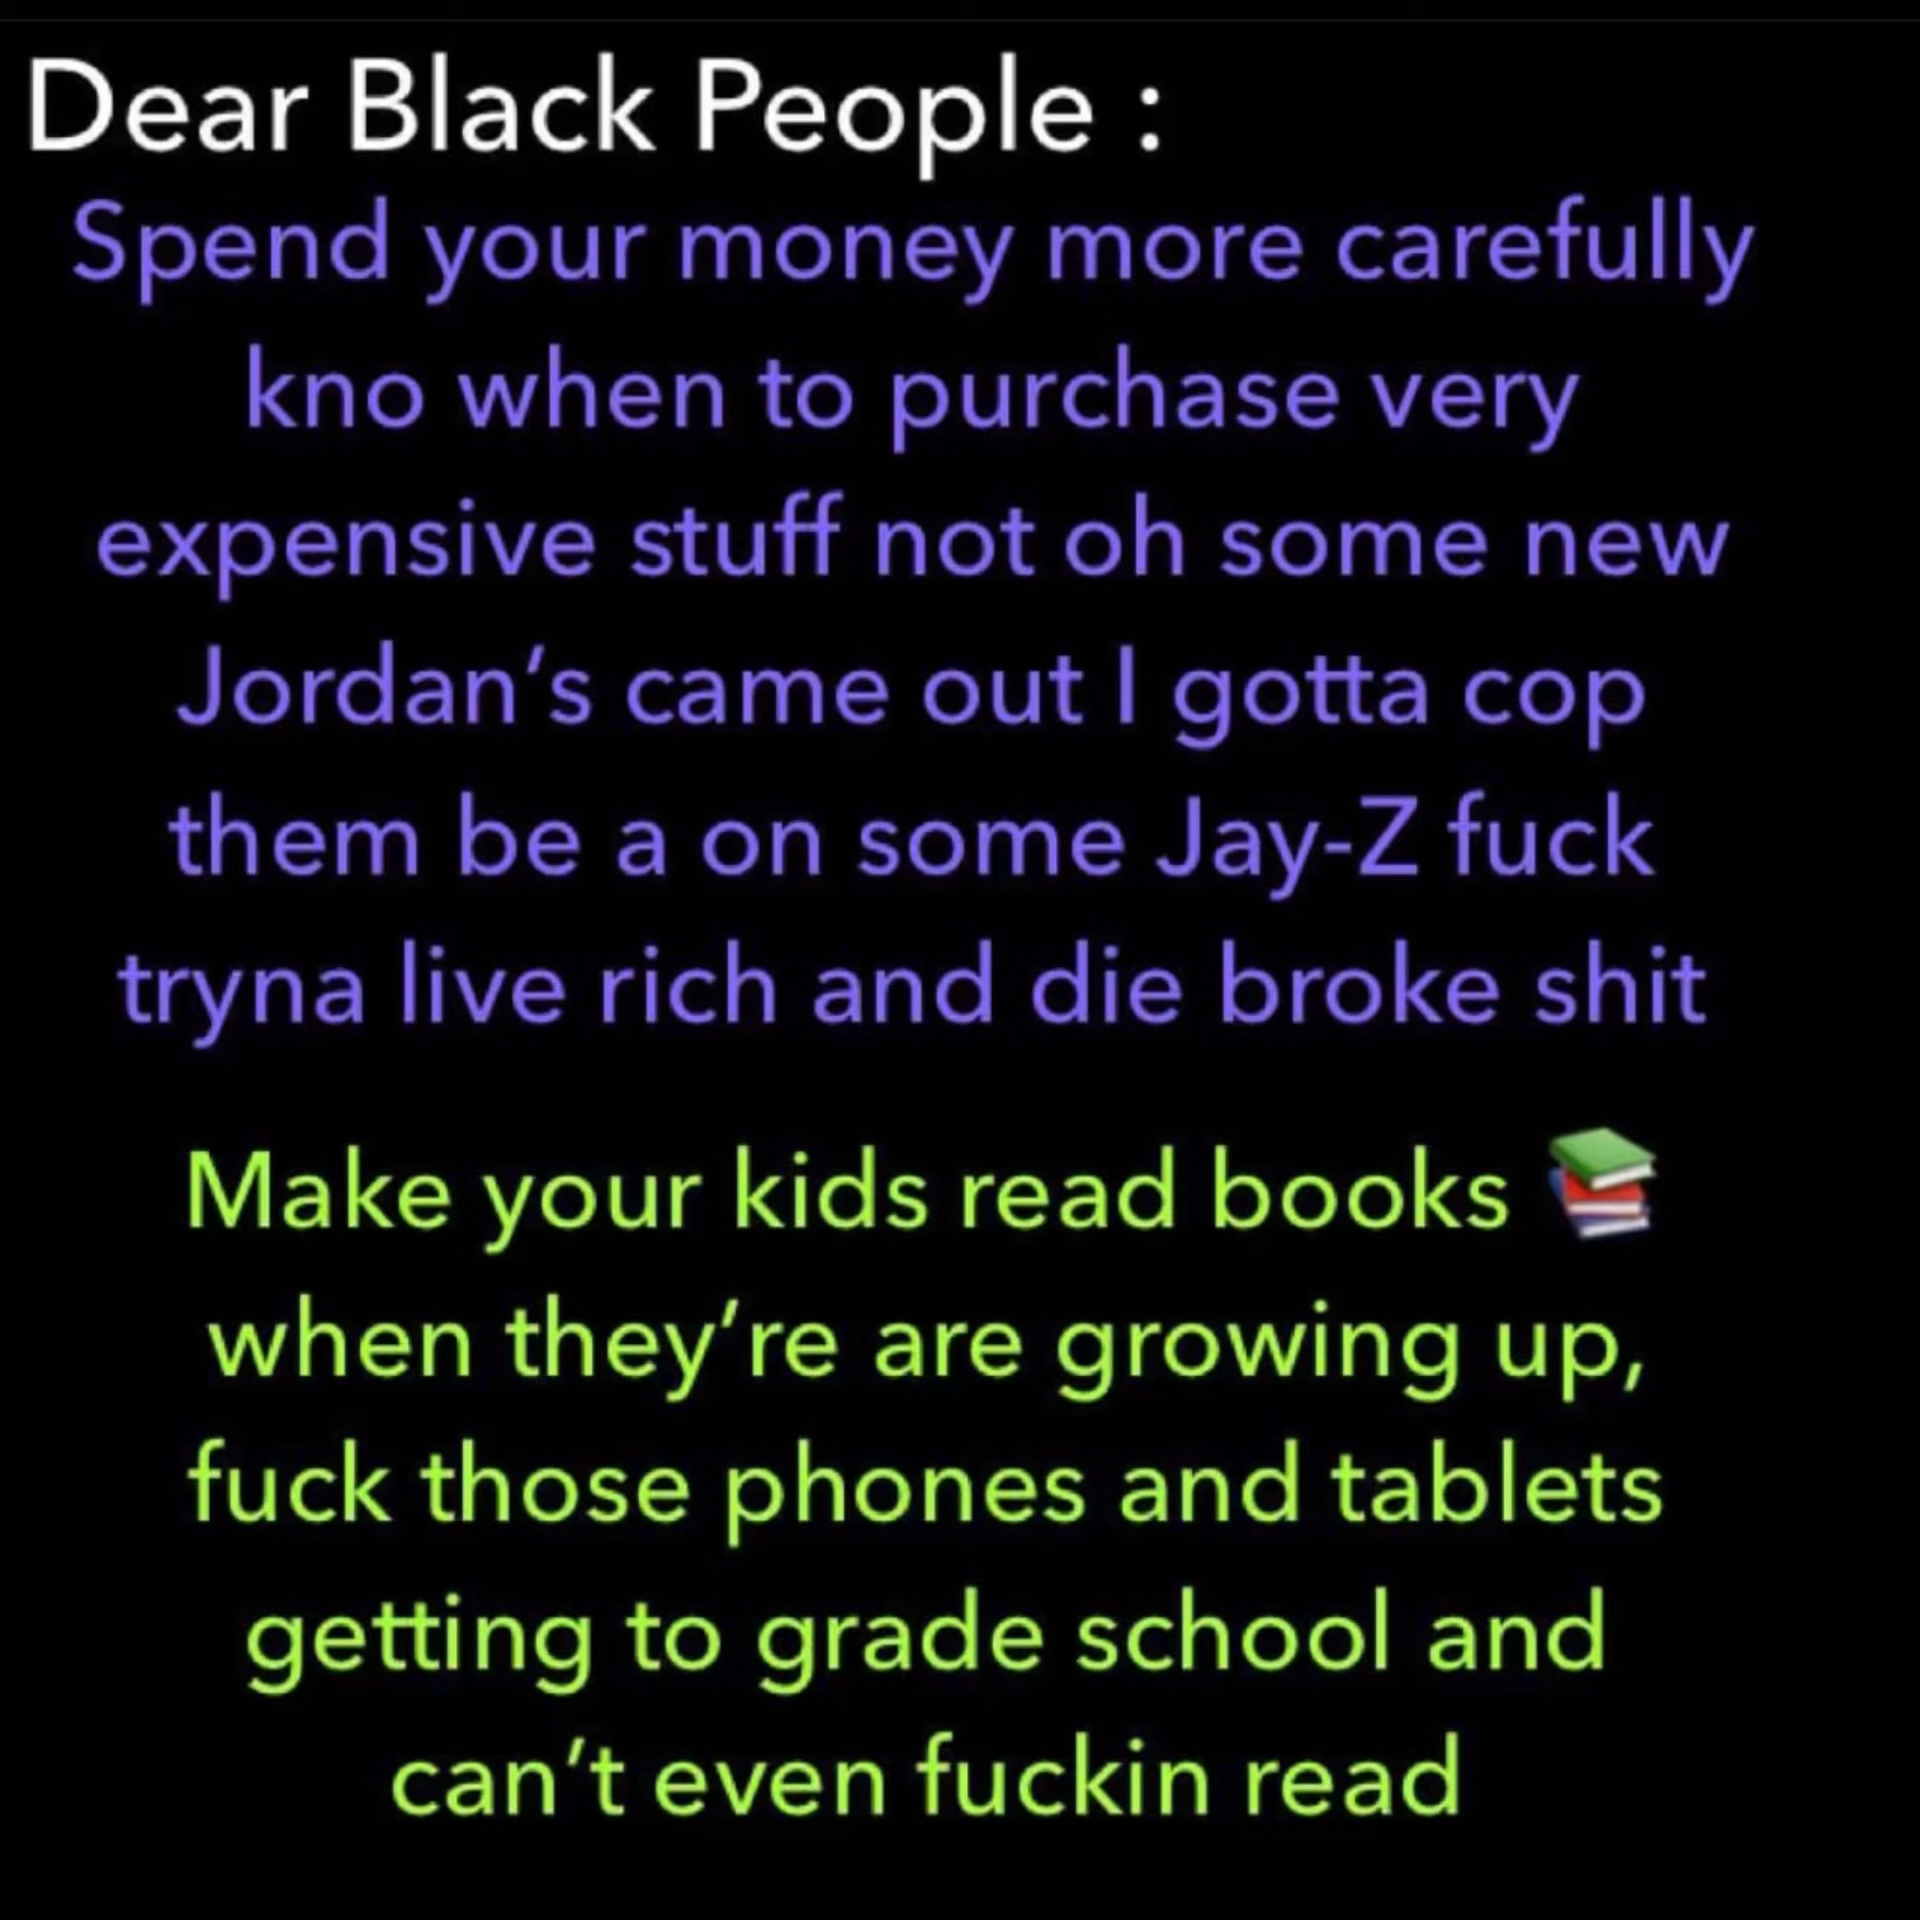 Dear Black People :
Spend your money more carefully
kno when to purchase very
expensive stuff not oh some new
Jordan’s came out I gotta cop
them be a on some Jay-Z fuck
tryna live rich and die broke shit
Make your kids read books 📚
when they’re are growing up,
fuck those phones and tablets
getting to grade school and
can’t even fuckin read